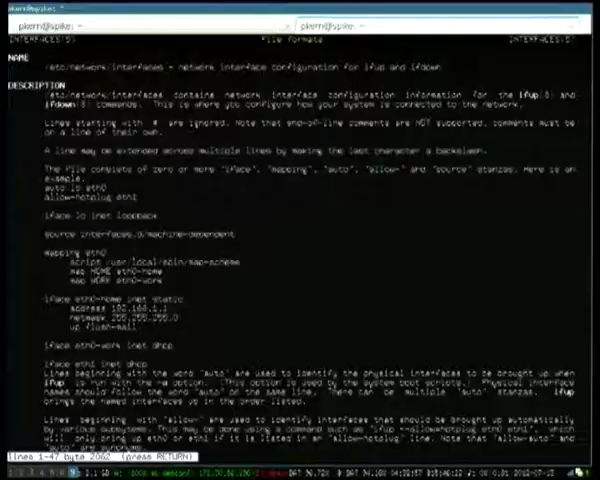 pkern@spike: ~
pkern@spike: ~ pkern@spike: ~
INTERFACES(5) File formats INTERFACES(5)
NAME
/etc/network/interfaces - network interface configuration for ifup and ifdown
DESCRIPTION
/etc/network/interfaces contains network interface configuration information for the ifup(8) and
ifdown(8) commands. This is where you configure how your system is connected to the network.
Lines starting with # are ignored. Note that end-of-line comments are NOT supported, comments must be
on a line of their own.
A line may be extended across multiple lines by making the last character a backslash.
The file consists of zero or more "iface", "mapping", "auto", "allow-" and "source" stanzas. Here is an
example.
auto lo eth0
allow-hotplug eth1
iface lo inet loopback
source interfaces.d/machine-dependent
mapping eth0
script /usr/local/sbin/map-scheme
map HOME eth0-home
map WORK eth0-work
iface eth0-home inet static
address 192.168.1.1
netmask 255.255.255.0
up flush-mail
iface eth0-work inet dhcp
iface eth1 inet dhcp
Lines beginning with the word "auto" are used to identify the physical interfaces to be brought up when
ifup is run with the -a option. (This option is used by the system boot scripts.) Physical interface
names should follow the word "auto" on the same line. There can be multiple "auto" stanzas. ifup
brings the named interfaces up in the order listed.
Lines beginning with "allow-" are used to identify interfaces that should be brought up automatically
by various subsytems. This may be done using a command such as "ifup --allow=hotplug eth0 eth1", which
will only bring up eth0 or eth1 if it is listed in an "allow-hotplug" line. Note that "allow-auto" and
"auto" are synonyms.
lines 1-47 byte 2062 (press RETURN)